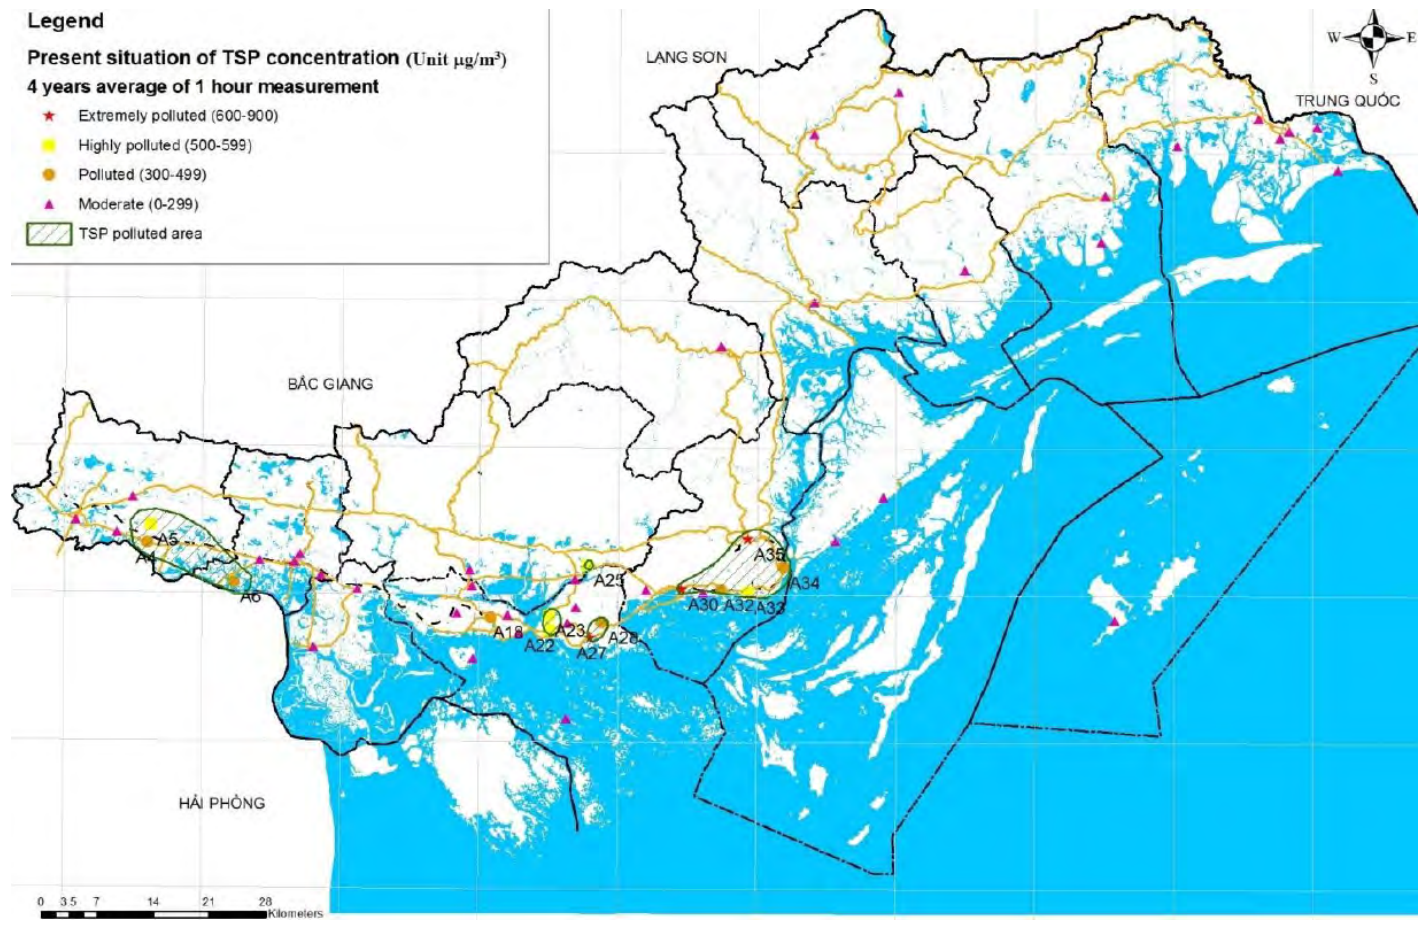 Legend
Present situation of TSP concentration (Unit µg/m³)
4 years average of 1 hour measurement
Extremely polluted (600-900)
Highly polluted (500-599)
Polluted (300-499)
Moderate (0-299)
TSP polluted area
LẠNG SƠN
W E
S
TRUNG QUỐC
BẮC GIANG
A5
A4
A6
A35
A34
A25
A30 A32 A33
A18
A22
A23
A28
A27
HẢI PHÒNG
0 3.5 7 14 21 28
Kilometers